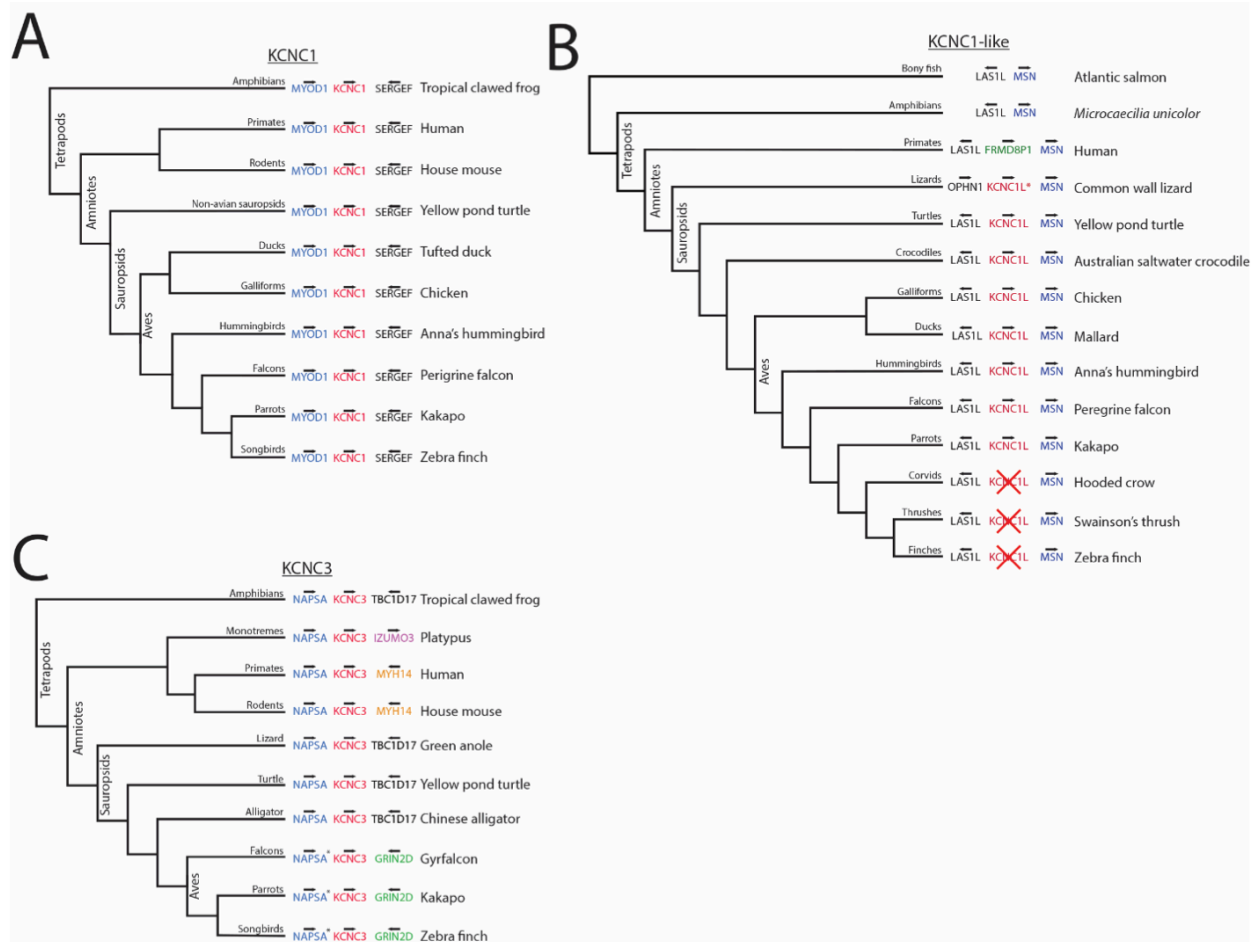 A
KCNC1
Amphibians MYOD1 KCNC1 SERGEF Tropical clawed frog
Primates MYOD1 KCNC1 SERGEF Human
Rodents MYOD1 KCNC1 SERGEF House mouse
Non-avian sauropsids MYOD1 KCNC1 SERGEF Yellow pond turtle
Ducks MYOD1 KCNC1 SERGEF Tufted duck
Galliforms MYOD1 KCNC1 SERGEF Chicken
Hummingbirds MYOD1 KCNC1 SERGEF Anna's hummingbird
Falcons MYOD1 KCNC1 SERGEF Perigrine falcon
Parrots MYOD1 KCNC1 SERGEF Kakapo
Songbirds MYOD1 KCNC1 SERGEF Zebra finch
Tetrapods
Amniotes
Sauropsids
Aves
B
KCNC1-like
Bony fish LAS1L MSN Atlantic salmon
Amphibians LAS1L MSN Microcaecilia unicolor
Primates LAS1L FRMD8P1 MSN Human
Lizards OPHN1 KCNC1L* MSN Common wall lizard
Turtles LAS1L KCNC1L MSN Yellow pond turtle
Crocodiles LAS1L KCNC1L MSN Australian saltwater crocodile
Galliforms LAS1L KCNC1L MSN Chicken
Ducks LAS1L KCNC1L MSN Mallard
Hummingbirds LAS1L KCNC1L MSN Anna's hummingbird
Falcons LAS1L KCNC1L MSN Peregrine falcon
Parrots LAS1L KCNC1L MSN Kakapo
Corvids LAS1L KCNC1L MSN Hooded crow
Thrushes LAS1L KCNC1L MSN Swainson's thrush
Finches LAS1L KCNC1L MSN Zebra finch
Tetrapods
Amniotes
Sauropsids
Aves
C
KCNC3
Amphibians NAPSA KCNC3 TBC1D17 Tropical clawed frog
Monotremes NAPSA KCNC3 IZUMO3 Platypus
Primates NAPSA KCNC3 MYH14 Human
Rodents NAPSA KCNC3 MYH14 House mouse
Lizard NAPSA KCNC3 TBC1D17 Green anole
Turtle NAPSA KCNC3 TBC1D17 Yellow pond turtle
Alligator NAPSA KCNC3 TBC1D17 Chinese alligator
Falcons NAPSA* KCNC3 GRIN2D Gyrfalcon
Parrots NAPSA* KCNC3 GRIN2D Kakapo
Songbirds NAPSA* KCNC3 GRIN2D Zebra finch
Tetrapods
Amniotes
Sauropsids
Aves